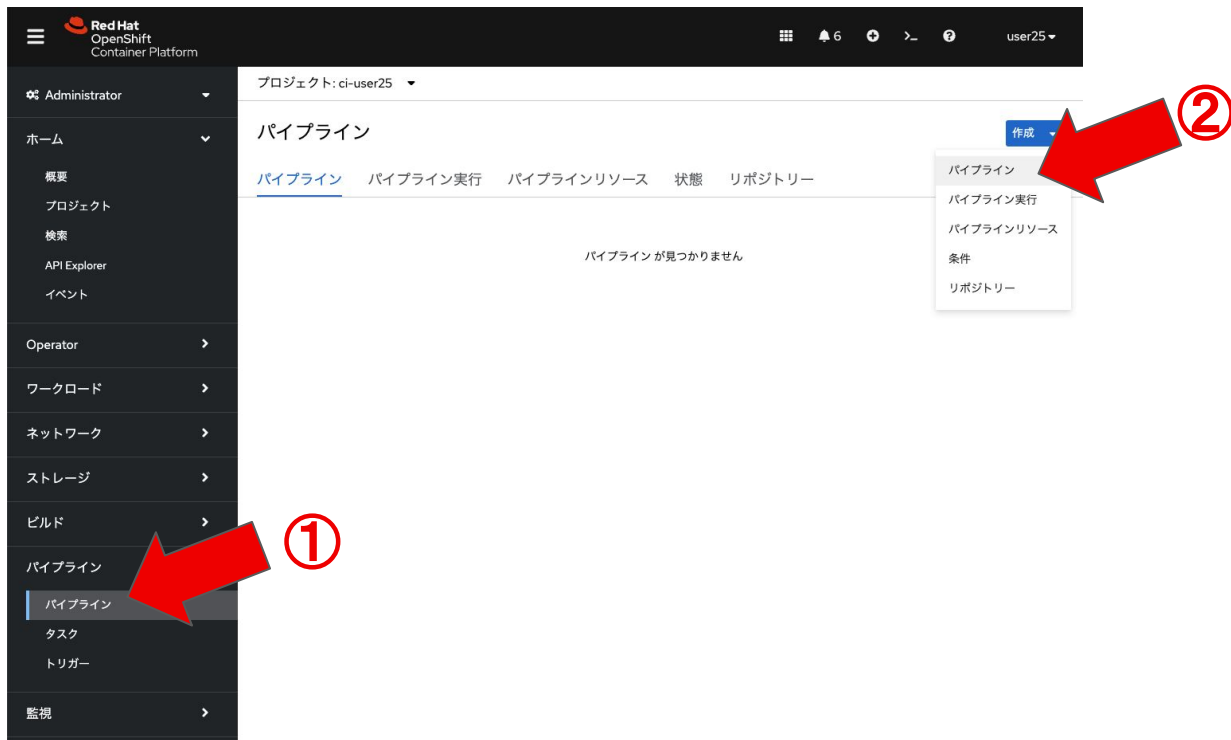 Red Hat
OpenShift
Container Platform
6
user25
Administrator
ホーム
概要
プロジェクト
検索
API Explorer
イベント
Operator
ワークロード
ネットワーク
ストレージ
ビルド
パイプライン
パイプライン
タスク
トリガー
監視
①
プロジェクト: ci-user25
パイプライン
作成
②
パイプライン パイプライン実行 パイプラインリソース 状態 リポジトリー
パイプライン が見つかりません
パイプライン
パイプライン実行
パイプラインリソース
条件
リポジトリー